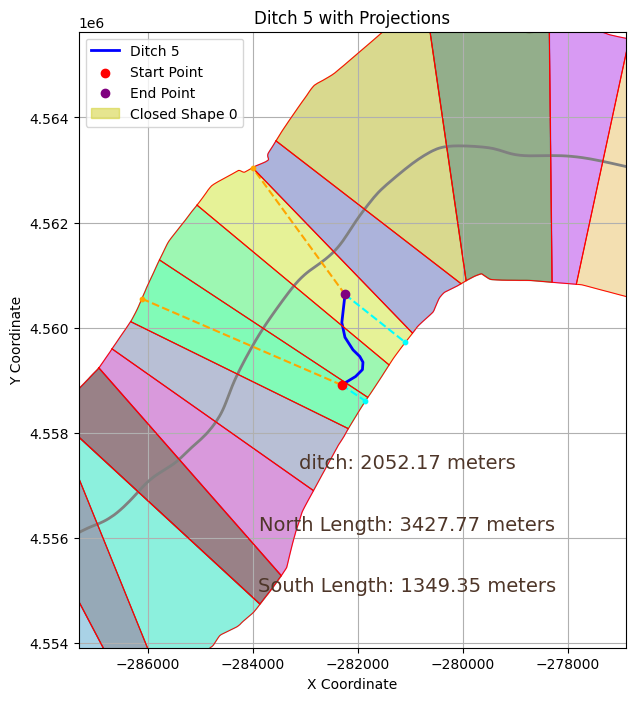 Ditch 5 with Projections
1e6
Ditch 5
Start Point
End Point
Closed Shape 0
4.564
4.562
4.560
4.558
4.556
4.554
Y Coordinate
ditch: 2052.17 meters
North Length: 3427.77 meters
South Length: 1349.35 meters
−286000 −284000 −282000 −280000 −278000
X Coordinate